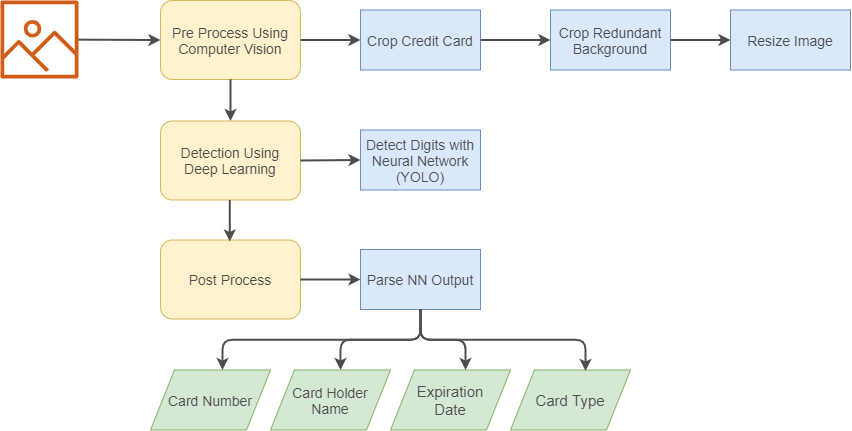 Pre Process Using
Computer Vision
Crop Credit Card
Crop Redundant
Background
Resize Image
Detection Using
Deep Learning
Detect Digits with
Neural Network
(YOLO)
Post Process
Parse NN Output
Card Number
Card Holder
Name
Expiration
Date
Card Type